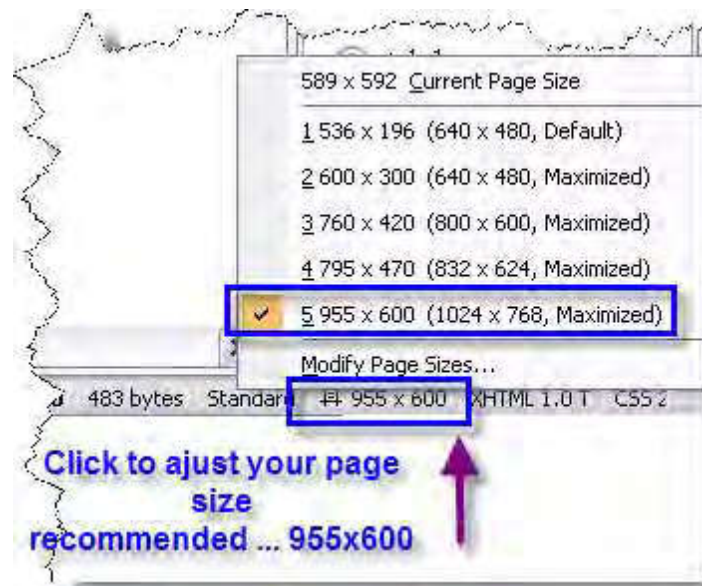 589 x 592 Current Page Size
1 536 x 196 (640 x 480, Default)
2 600 x 300 (640 x 480, Maximized)
3 760 x 420 (800 x 600, Maximized)
4 795 x 470 (832 x 624, Maximized)
5 955 x 600 (1024 x 768, Maximized)
Modify Page Sizes...
483 bytes Standard 955 x 600 XHTML 1.0 T CSS 2
Click to ajust your page
size
recommended ... 955x600